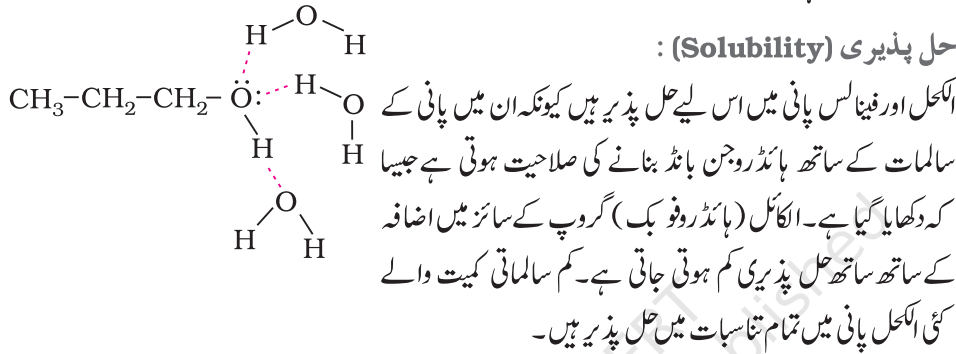 حل پذیری (Solubility) :
الکحل اور فینالس پانی میں اس لیے حل پذیر ہیں کیونکہ ان میں پانی کے
سالمات کے ساتھ ہائڈروجن بانڈ بنانے کی صلاحیت ہوتی ہے جیسا
کہ دکھایا گیا ہے۔ الکائل (ہائڈروفوبک) گروپ کے سائز میں اضافہ
کے ساتھ ساتھ حل پذیری کم ہوتی جاتی ہے۔ کم سالماتی کمیت والے
کئی الکحل پانی میں تمام تناسبات میں حل پذیر ہیں۔
H O H
CH₃–CH₂–CH₂–O: H O
H
H
O
H H